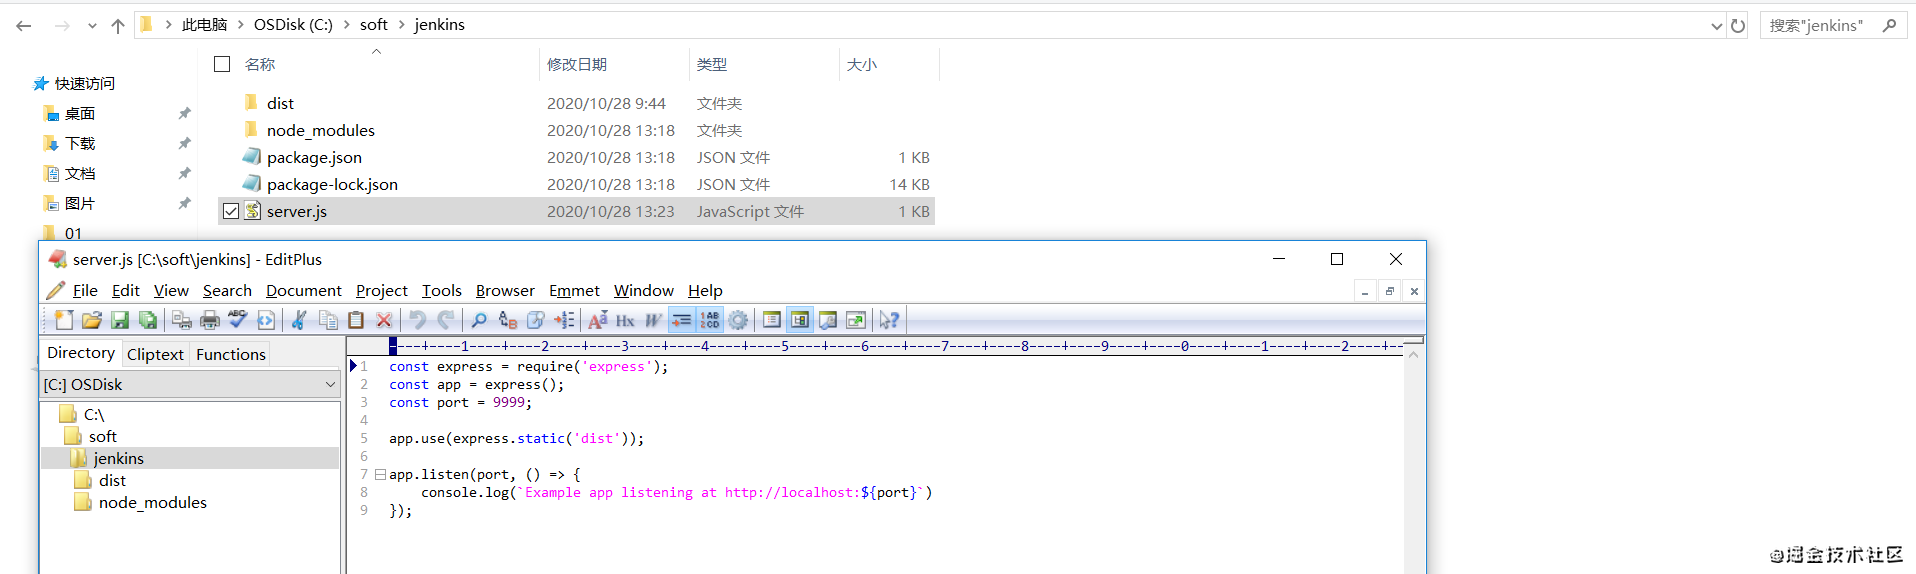 此电脑 > OSDisk (C:) > soft > jenkins
搜索"jenkins"
名称 修改日期 类型 大小
快速访问
桌面
下载
文档
图片
01
dist 2020/10/28 9:44 文件夹
node_modules 2020/10/28 13:18 文件夹
package.json 2020/10/28 13:18 JSON 文件 1 KB
package-lock.json 2020/10/28 13:18 JSON 文件 14 KB
server.js 2020/10/28 13:23 JavaScript 文件 1 KB
server.js [C:\soft\jenkins] - EditPlus
File Edit View Search Document Project Tools Browser Emmet Window Help
Directory Cliptext Functions
[C:] OSDisk
C:\
soft
jenkins
dist
node_modules
----+----1----+----2----+----3----+----4----+----5----+----6----+----7----+----8----+----9----+----0----+----1----+----2----+--
1 const express = require('express');
2 const app = express();
3 const port = 9999;
4
5 app.use(express.static('dist'));
6
7 app.listen(port, () => {
8 console.log(`Example app listening at http://localhost:${port}`)
9 });
@掘金技术社区